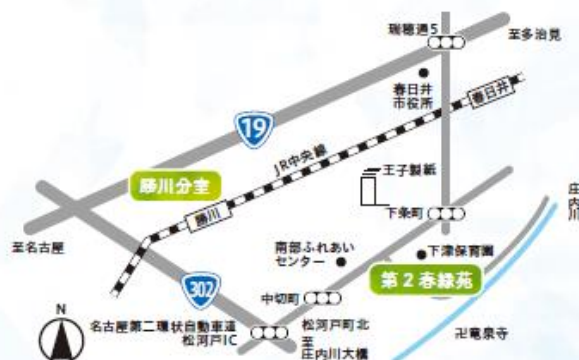 瑞穂通5
至多治見
春日井
市役所
春日井
19
JR中央線
王子製紙
勝川分室
勝川
下条町
庄内川
至名古屋
南部ふれあい
センター
下津保育園
第2春緑苑
302
中切町
N
名古屋第二環状自動車道
松河戸IC
松河戸町北
至
庄内川大橋
卍竜泉寺